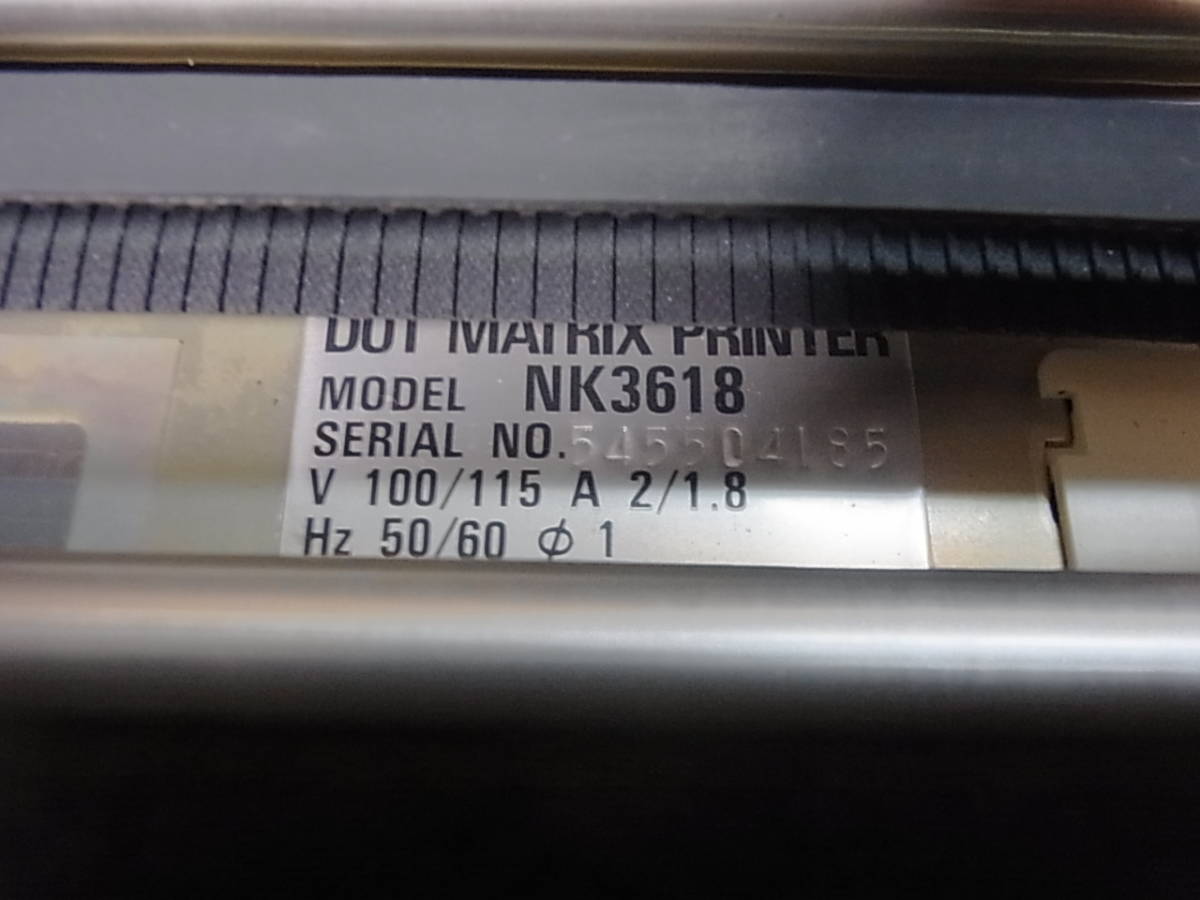 DOT MATRIX PRINTER
MODEL NK3618
SERIAL NO. 545504185
V 100/115 A 2/1.8
Hz 50/60 ϕ 1